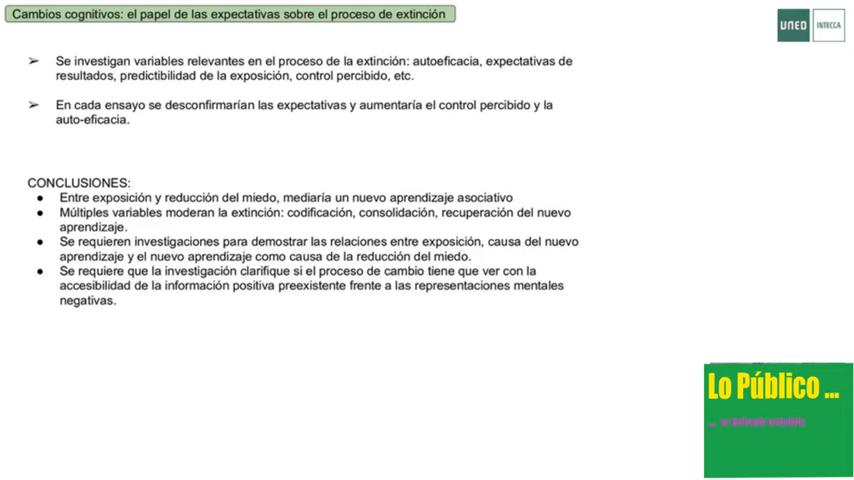 Cambios cognitivos: el papel de las expectativas sobre el proceso de extinción
UNED
INTECCA
➢ Se investigan variables relevantes en el proceso de la extinción: autoeficacia, expectativas de
resultados, predictibilidad de la exposición, control percibido, etc.
➢ En cada ensayo se desconfirmarían las expectativas y aumentaría el control percibido y la
auto-eficacia.
CONCLUSIONES:
● Entre exposición y reducción del miedo, mediaría un nuevo aprendizaje asociativo
● Múltiples variables moderan la extinción: codificación, consolidación, recuperación del nuevo
aprendizaje.
● Se requieren investigaciones para demostrar las relaciones entre exposición, causa del nuevo
aprendizaje y el nuevo aprendizaje como causa de la reducción del miedo.
● Se requiere que la investigación clarifique si el proceso de cambio tiene que ver con la
accesibilidad de la información positiva preexistente frente a las representaciones mentales
negativas.
Lo Público ...